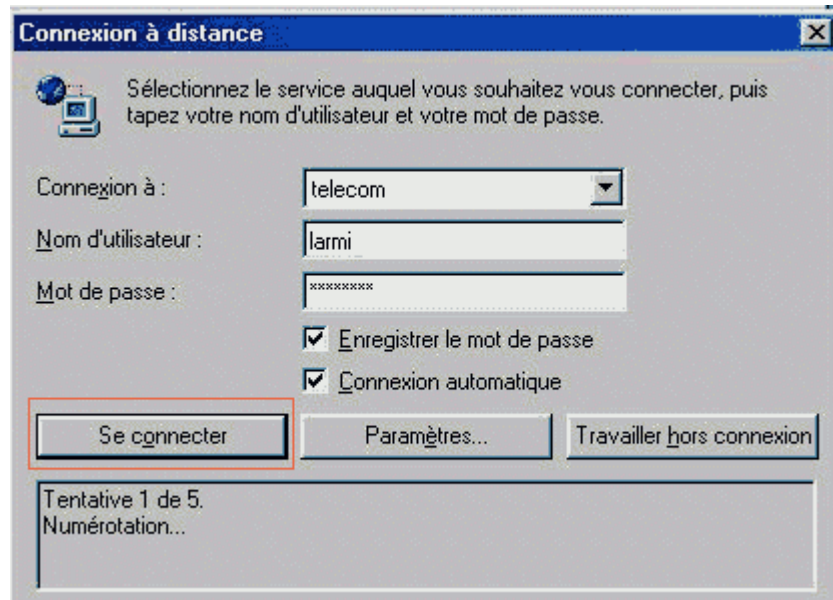 Connexion à distance
Sélectionnez le service auquel vous souhaitez vous connecter, puis
tapez votre nom d'utilisateur et votre mot de passe.
Connexion à : telecom
Nom d'utilisateur : larmi
Mot de passe : ********
Enregistrer le mot de passe
Connexion automatique
Se connecter Paramètres... Travailler hors connexion
Tentative 1 de 5.
Numérotation...